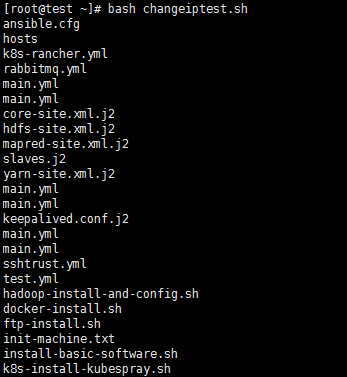 [root@test ~]# bash changeiptest.sh
ansible.cfg
hosts
k8s-rancher.yml
rabbitmq.yml
main.yml
main.yml
core-site.xml.j2
hdfs-site.xml.j2
mapred-site.xml.j2
slaves.j2
yarn-site.xml.j2
main.yml
main.yml
keepalived.conf.j2
main.yml
main.yml
sshtrust.yml
test.yml
hadoop-install-and-config.sh
docker-install.sh
ftp-install.sh
init-machine.txt
install-basic-software.sh
k8s-install-kubespray.sh